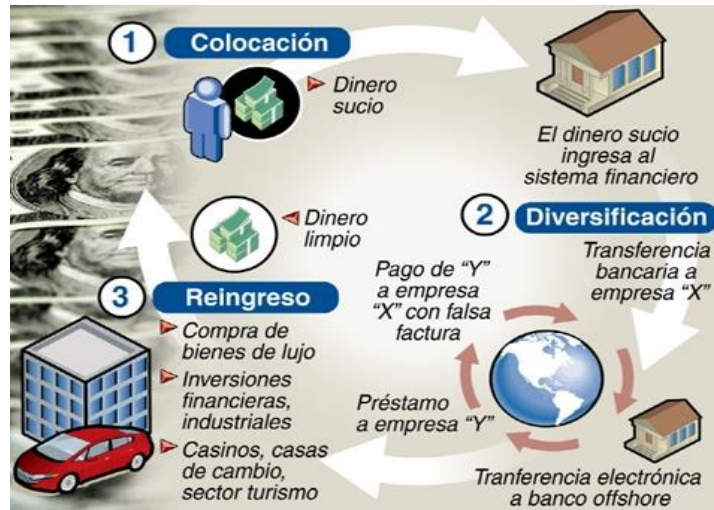 1 Colocación
Dinero
sucio
El dinero sucio
ingresa al
sistema financiero
2 Diversificación
Transferencia
bancaria a
empresa “X”
Tranferencia electrónica
a banco offshore
Préstamo
a empresa “Y”
Pago de “Y”
a empresa
“X” con falsa
factura
3 Reingreso
Compra de
bienes de lujo
Inversiones
financieras,
industriales
Casinos, casas
de cambio,
sector turismo
Dinero
limpio